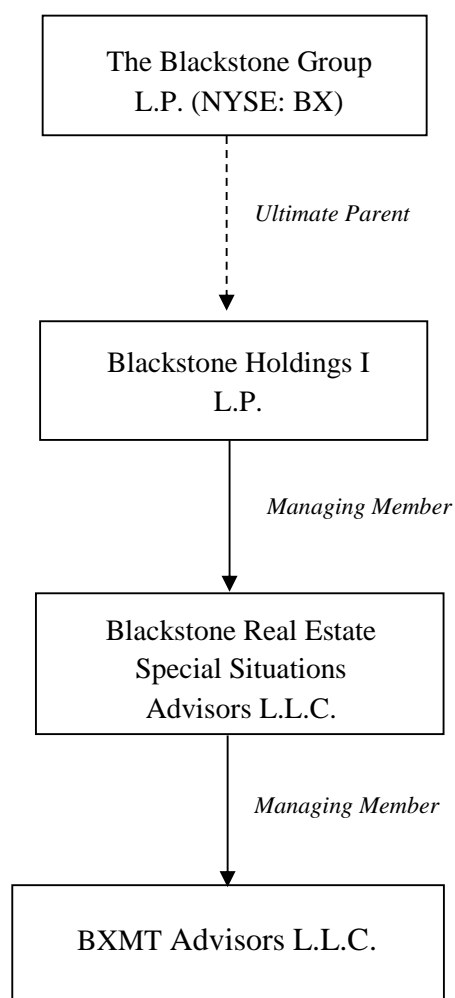 The Blackstone Group
L.P. (NYSE: BX)
Ultimate Parent
Blackstone Holdings I
L.P.
Managing Member
Blackstone Real Estate
Special Situations
Advisors L.L.C.
Managing Member
BXMT Advisors L.L.C.